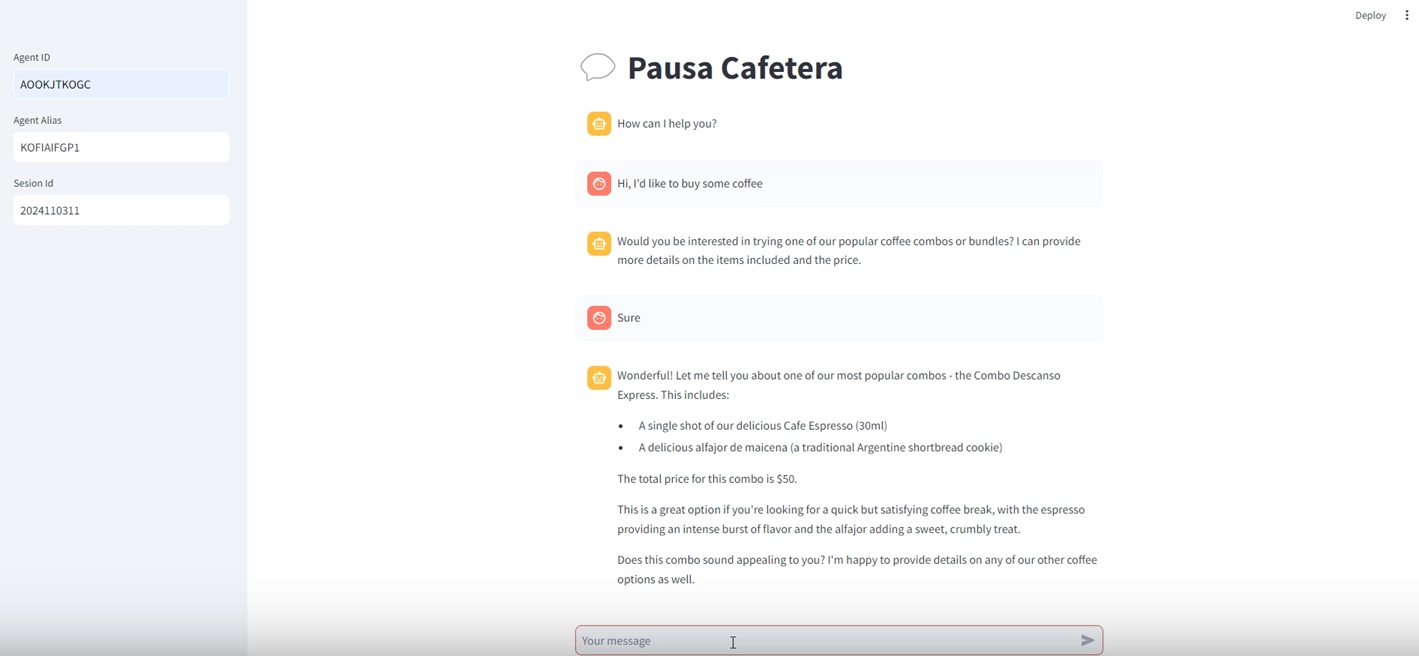 Deploy
Agent ID
AOOKJTKOGC
Agent Alias
KOFIAIFGP1
Sesion Id
2024110311
Pausa Cafetera
How can I help you?
Hi, I'd like to buy some coffee
Would you be interested in trying one of our popular coffee combos or bundles? I can provide
more details on the items included and the price.
Sure
Wonderful! Let me tell you about one of our most popular combos - the Combo Descanso
Express. This includes:
• A single shot of our delicious Cafe Espresso (30ml)
• A delicious alfajor de maicena (a traditional Argentine shortbread cookie)
The total price for this combo is $50.
This is a great option if you're looking for a quick but satisfying coffee break, with the espresso
providing an intense burst of flavor and the alfajor adding a sweet, crumbly treat.
Does this combo sound appealing to you? I'm happy to provide details on any of our other coffee
options as well.
Your message